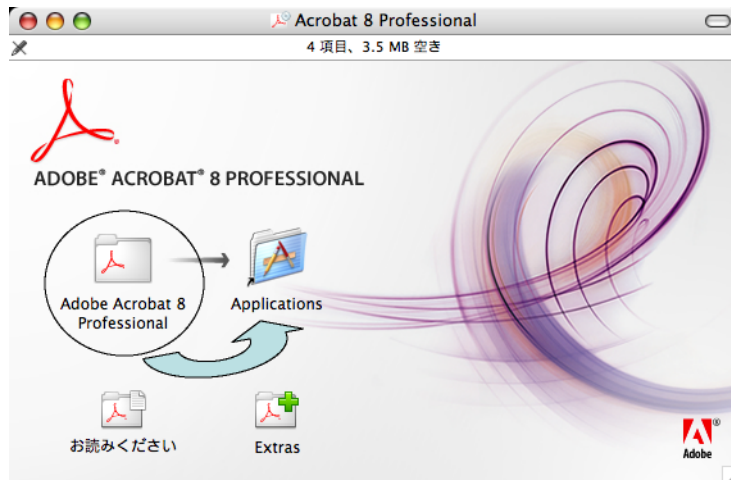 Acrobat 8 Professional
4 項目、3.5 MB 空き
ADOBE® ACROBAT® 8 PROFESSIONAL
Adobe Acrobat 8
Professional
Applications
お読みください
Extras
Adobe